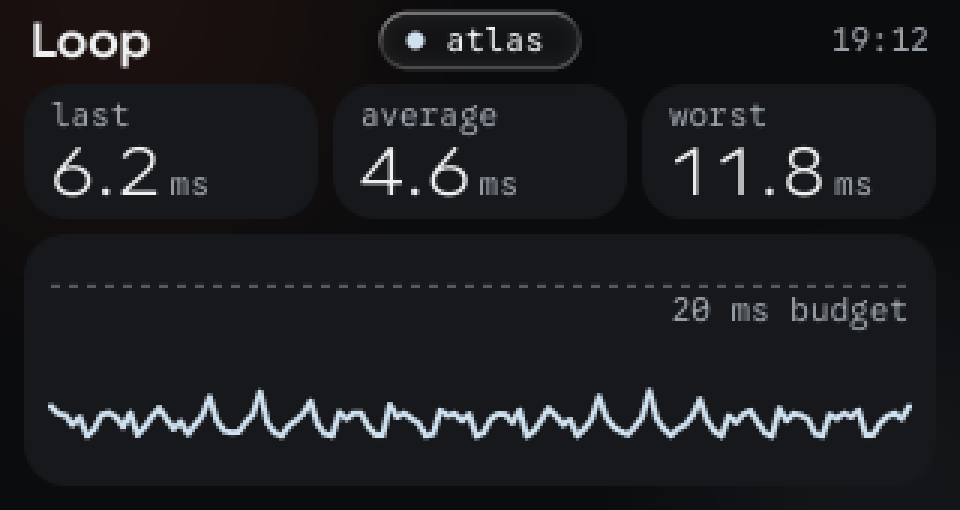 Loop
atlas
19:12
last
6.2 ms
average
4.6 ms
worst
11.8 ms
20 ms budget